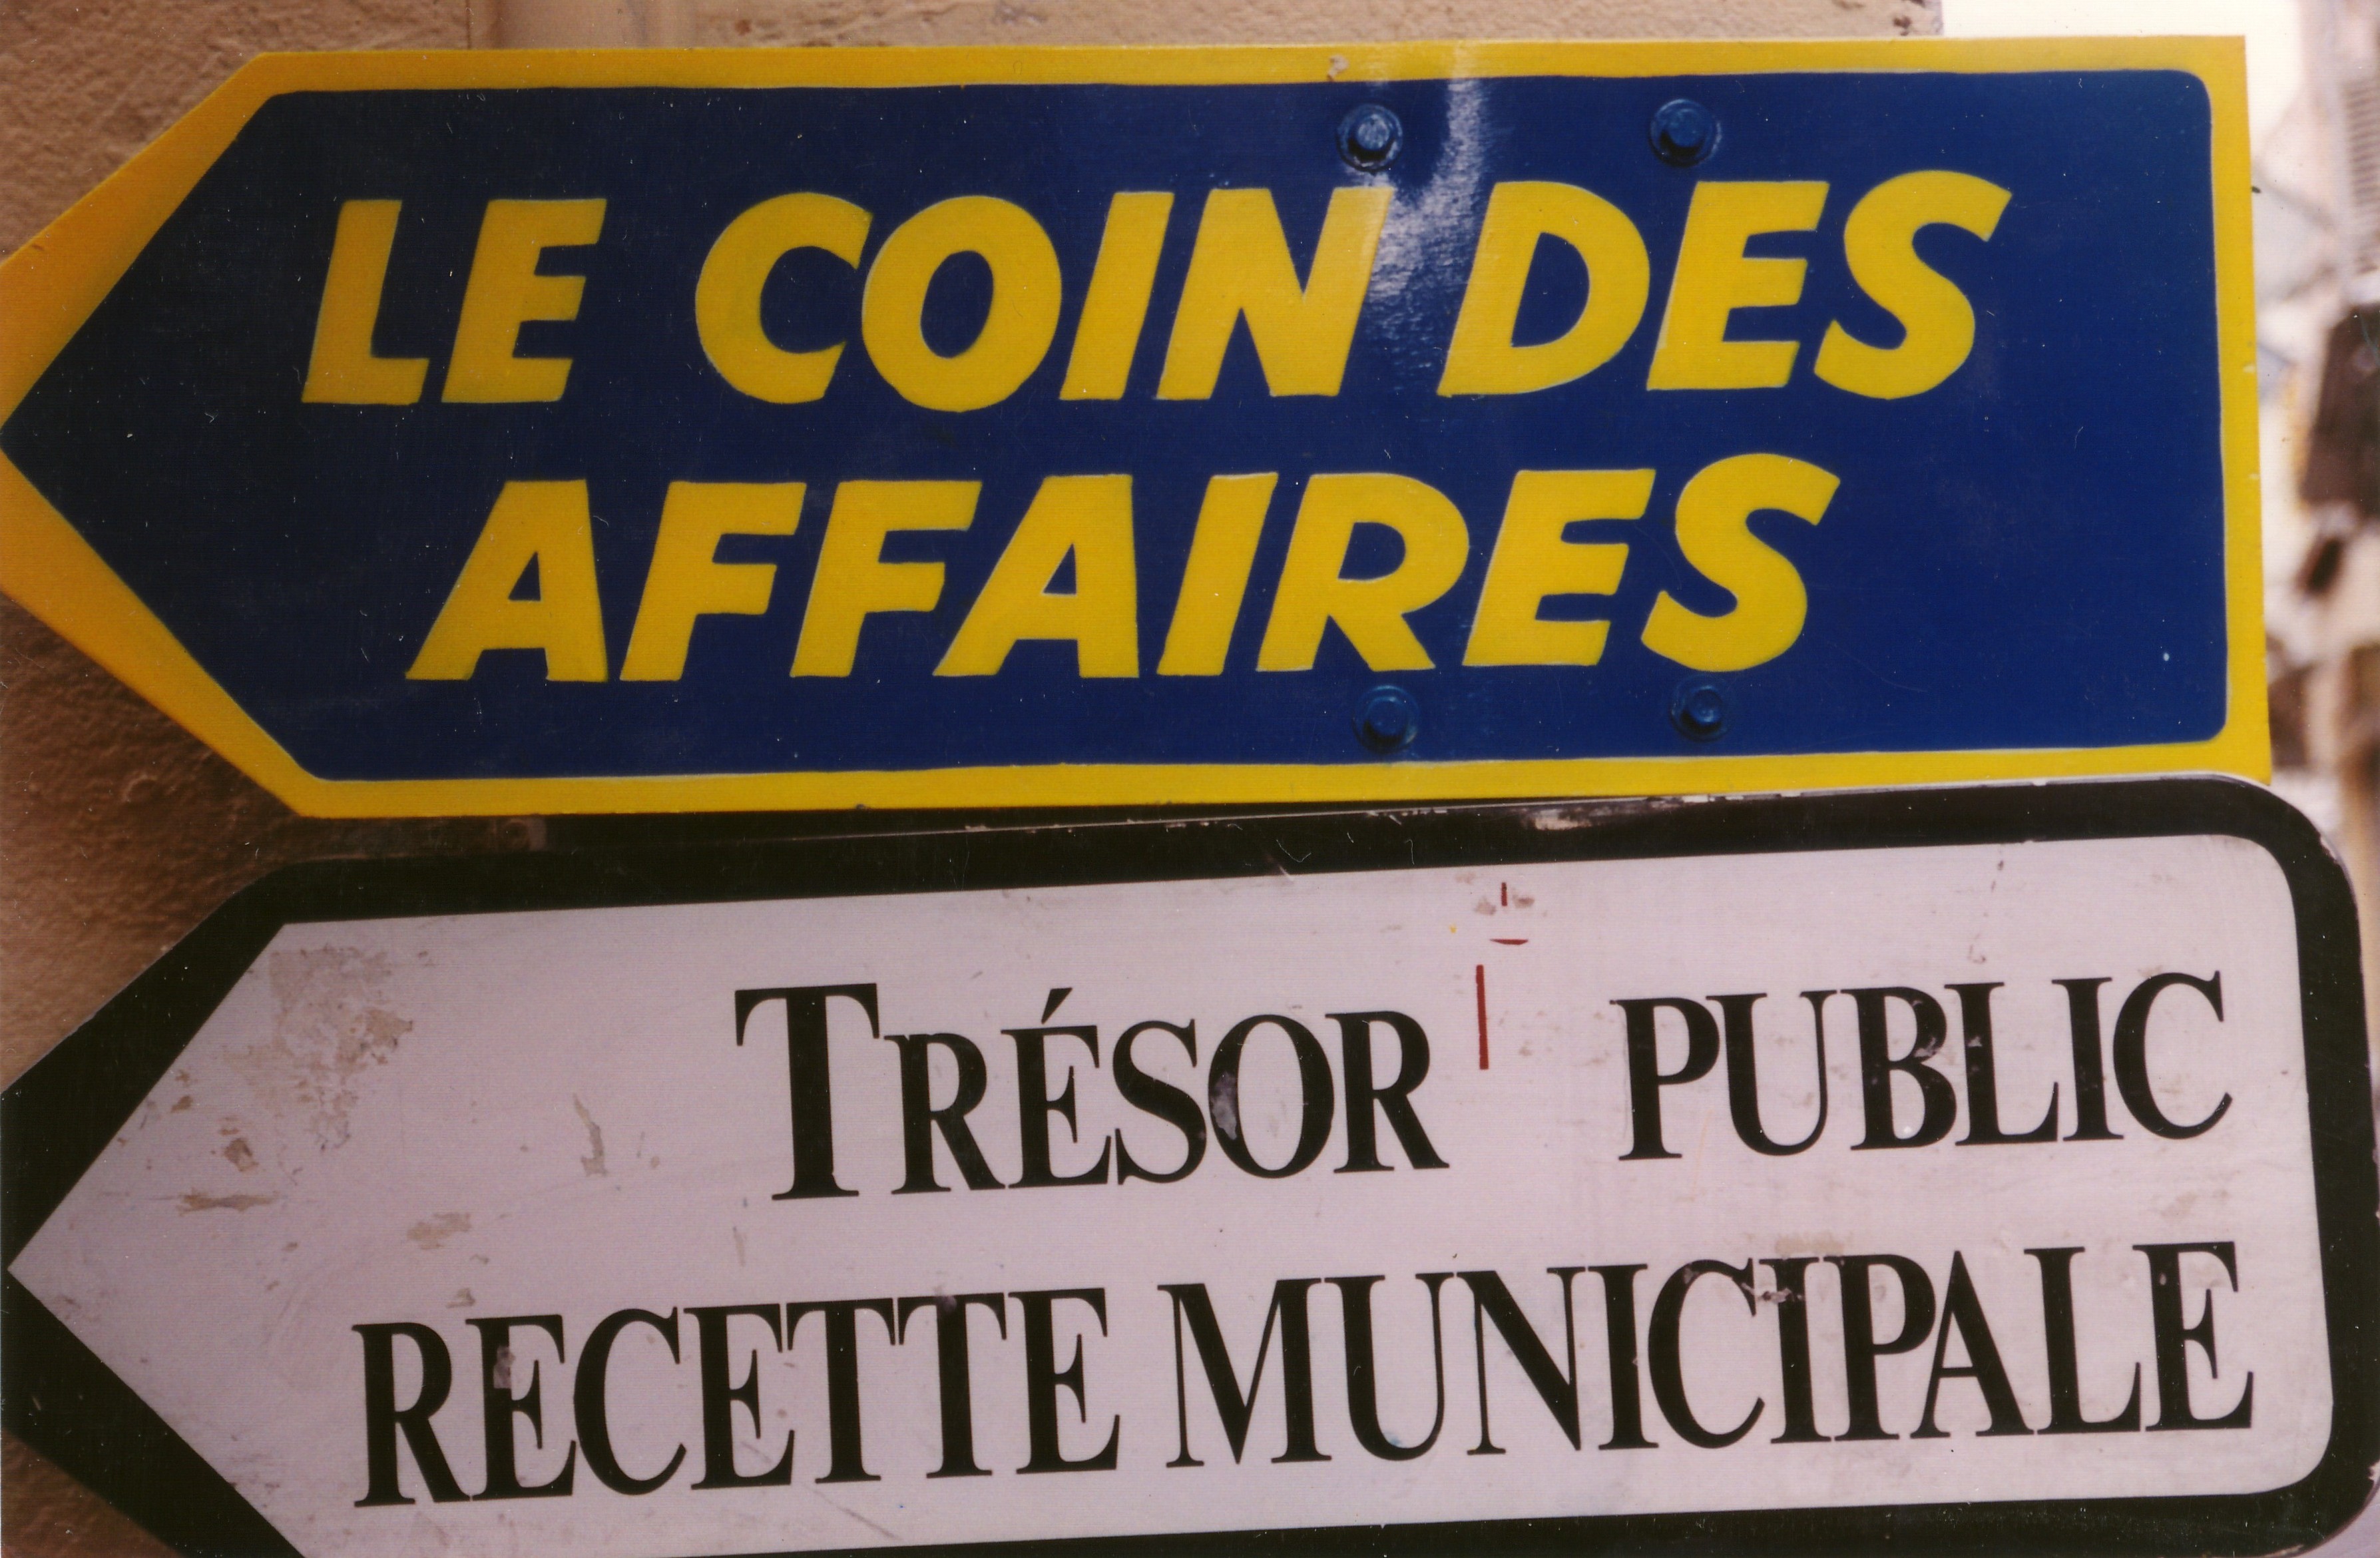 LE COIN DES
AFFAIRES
TRÉSOR PUBLIC
RECETTE MUNICIPALE